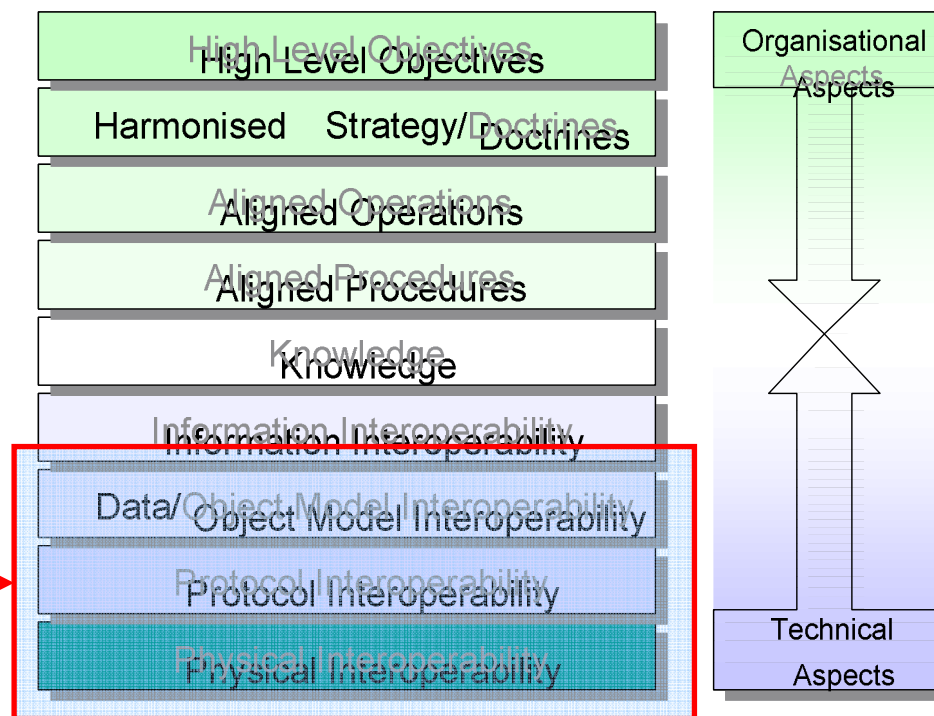 High Level Objectives
Harmonised Strategy/Doctrines
Aligned Operations
Aligned Procedures
Knowledge
Information Interoperability
Data/Object Model Interoperability
Protocol Interoperability
Physical Interoperability
Organisational
Aspects
Technical
Aspects